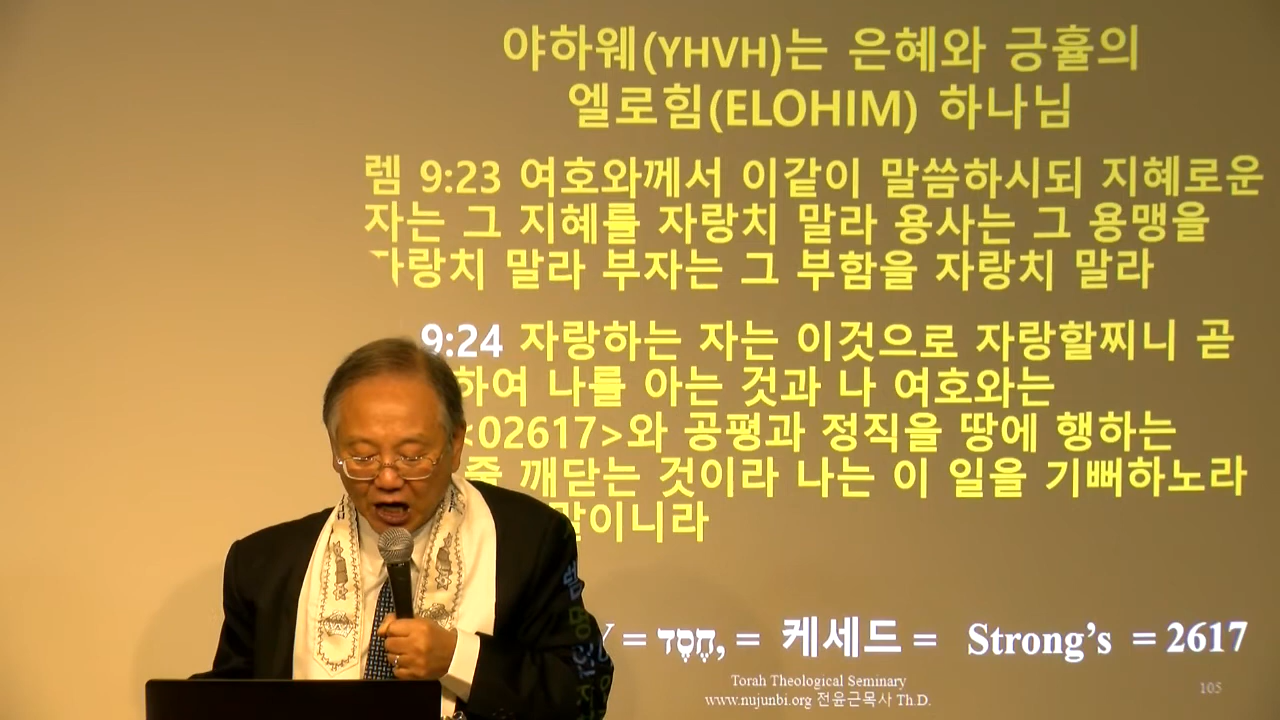 야하웨(YHVH)는 은혜와 긍휼의
엘로힘(ELOHIM) 하나님
렘 9:23 여호와께서 이같이 말씀하시되 지혜로운
자는 그 지혜를 자랑치 말라 용사는 그 용맹을
자랑치 말라 부자는 그 부함을 자랑치 말라
9:24 자랑하는 자는 이것으로 자랑할찌니 곧
하여 나를 아는 것과 나 여호와는
<02617>와 공평과 정직을 땅에 행하는
줄 깨닫는 것이라 나는 이 일을 기뻐하노라
말이니라
= חֶסֶד, = 케세드 = Strong's = 2617
Torah Theological Seminary
www.nujunbi.org 전윤근목사 Th.D.
105